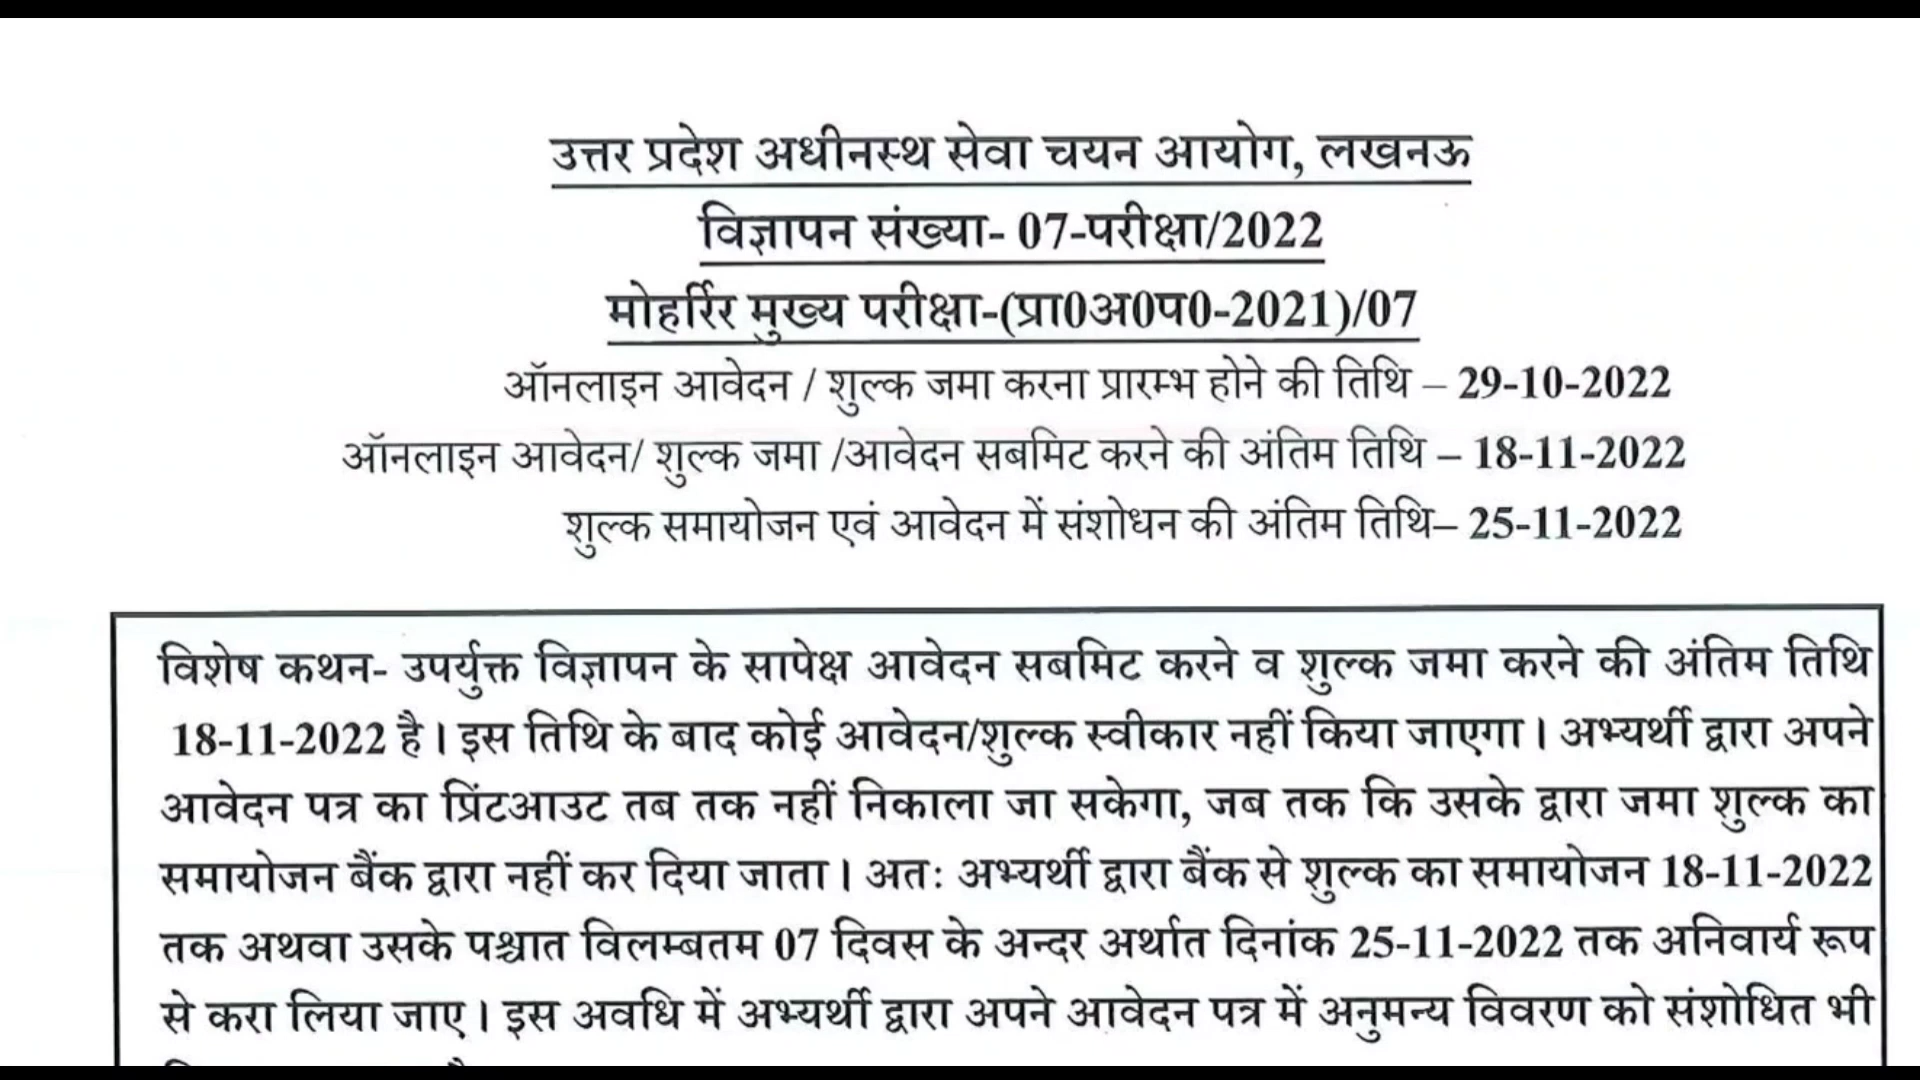 उत्तर प्रदेश अधीनस्थ सेवा चयन आयोग, लखनऊ
विज्ञापन संख्या- 07-परीक्षा/2022
मोहर्रिर मुख्य परीक्षा-(प्रा0अ0प0-2021)/07
ऑनलाइन आवेदन / शुल्क जमा करना प्रारम्भ होने की तिथि – 29-10-2022
ऑनलाइन आवेदन/ शुल्क जमा /आवेदन सबमिट करने की अंतिम तिथि – 18-11-2022
शुल्क समायोजन एवं आवेदन में संशोधन की अंतिम तिथि– 25-11-2022
विशेष कथन- उपर्युक्त विज्ञापन के सापेक्ष आवेदन सबमिट करने व शुल्क जमा करने की अंतिम तिथि
18-11-2022 है। इस तिथि के बाद कोई आवेदन/शुल्क स्वीकार नहीं किया जाएगा। अभ्यर्थी द्वारा अपने
आवेदन पत्र का प्रिंटआउट तब तक नहीं निकाला जा सकेगा, जब तक कि उसके द्वारा जमा शुल्क का
समायोजन बैंक द्वारा नहीं कर दिया जाता। अतः अभ्यर्थी द्वारा बैंक से शुल्क का समायोजन 18-11-2022
तक अथवा उसके पश्चात विलम्बतम 07 दिवस के अन्दर अर्थात दिनांक 25-11-2022 तक अनिवार्य रूप
से करा लिया जाए। इस अवधि में अभ्यर्थी द्वारा अपने आवेदन पत्र में अनुमन्य विवरण को संशोधित भी